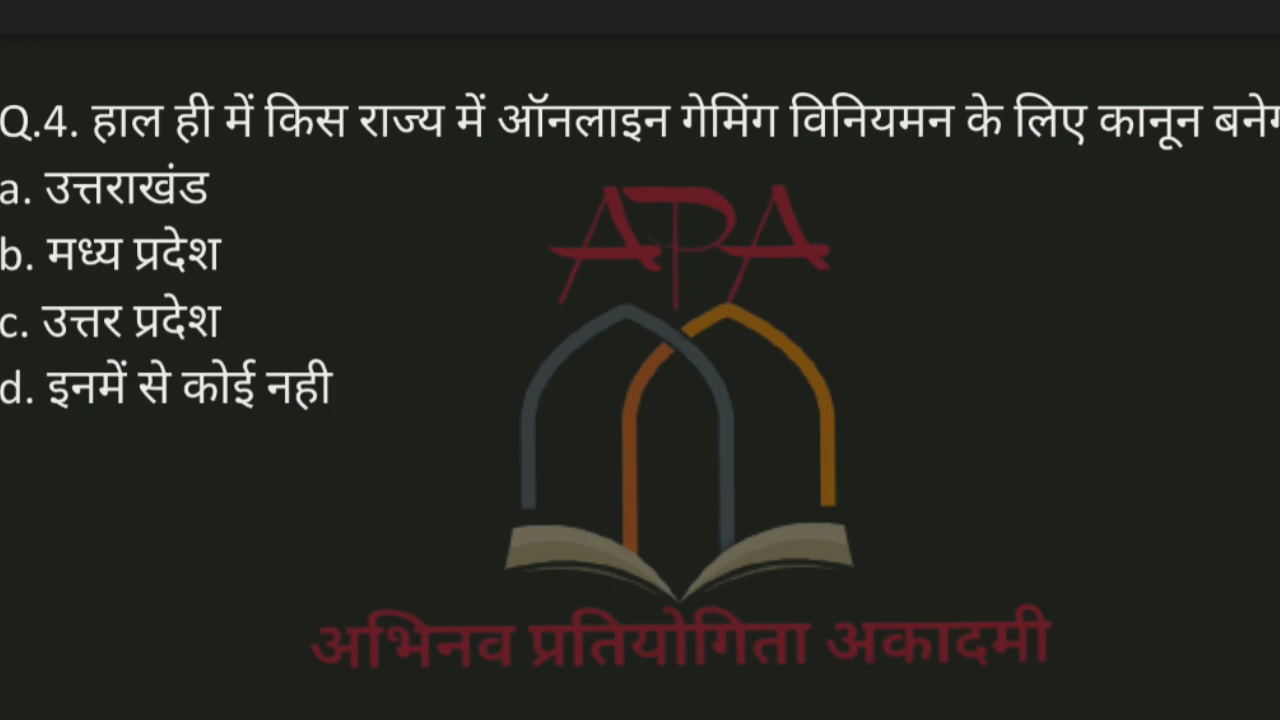 Q.4. हाल ही में किस राज्य में ऑनलाइन गेमिंग विनियमन के लिए कानून
a. उत्तराखंड
b. मध्य प्रदेश
c. उत्तर प्रदेश
d. इनमें से कोई नही
APA
अभिनव प्रतियोगिता अकादमी